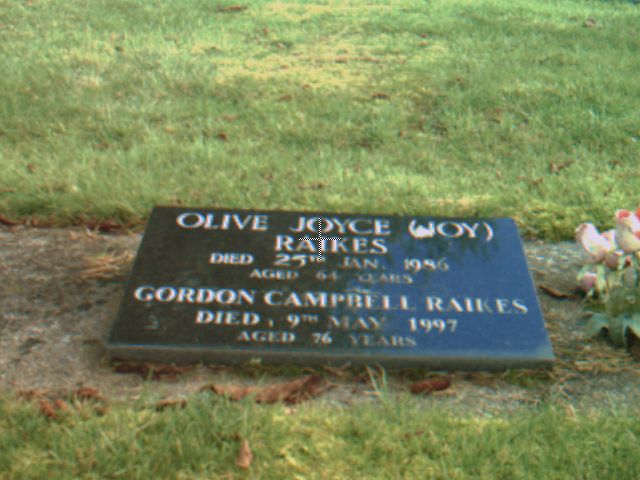 OLIVE JOYCE (JOY)
RAIKES
DIED 25TH JAN. 1986
AGED 64 YEARS
GORDON CAMPBELL RAIKES
DIED, 9TH MAY 1997
AGED 76 YEARS